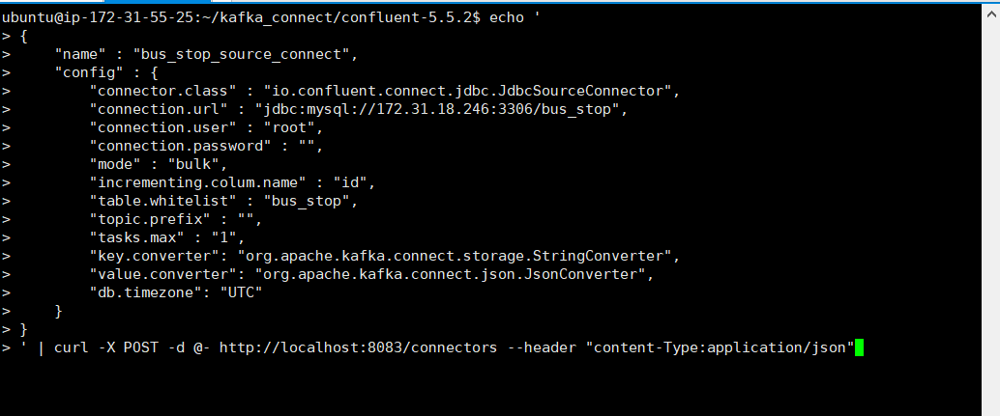 ubuntu@ip-172-31-55-25:~/kafka_connect/confluent-5.5.2$ echo '
> {
>     "name" : "bus_stop_source_connect",
>     "config" : {
>         "connector.class" : "io.confluent.connect.jdbc.JdbcSourceConnector",
>         "connection.url" : "jdbc:mysql://172.31.18.246:3306/bus_stop",
>         "connection.user" : "root",
>         "connection.password" : "",
>         "mode" : "bulk",
>         "incrementing.colum.name" : "id",
>         "table.whitelist" : "bus_stop",
>         "topic.prefix" : "",
>         "tasks.max" : "1",
>         "key.converter": "org.apache.kafka.connect.storage.StringConverter",
>         "value.converter": "org.apache.kafka.connect.json.JsonConverter",
>         "db.timezone": "UTC"
>     }
> }
> ' | curl -X POST -d @- http://localhost:8083/connectors --header "content-Type:application/json"